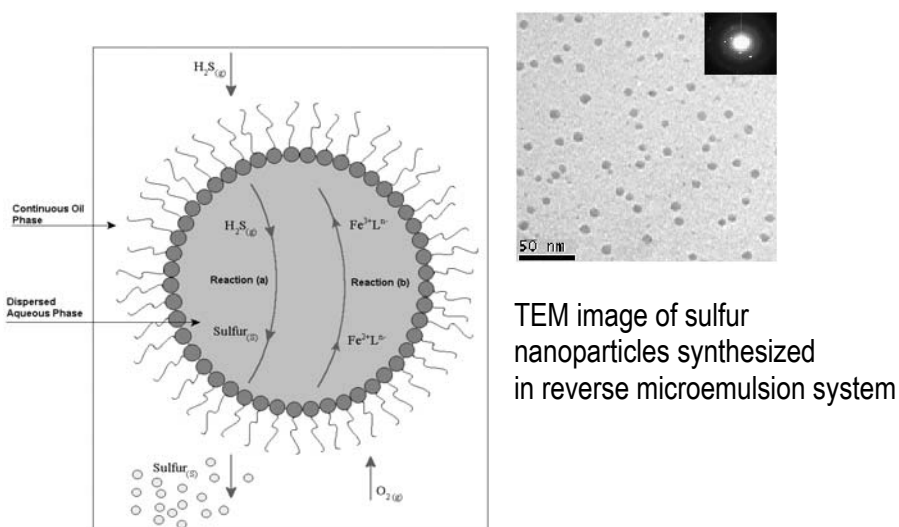 H₂S(g)
Continuous Oil
Phase
H₂S(g)
Fe³⁺Lⁿ⁻
Reaction (a)
Reaction (b)
Dispersed
Aqueous Phase
Sulfur(S)
Fe²⁺Lⁿ⁻
Sulfur(S)
O₂(g)
50 nm
TEM image of sulfur
nanoparticles synthesized
in reverse microemulsion system